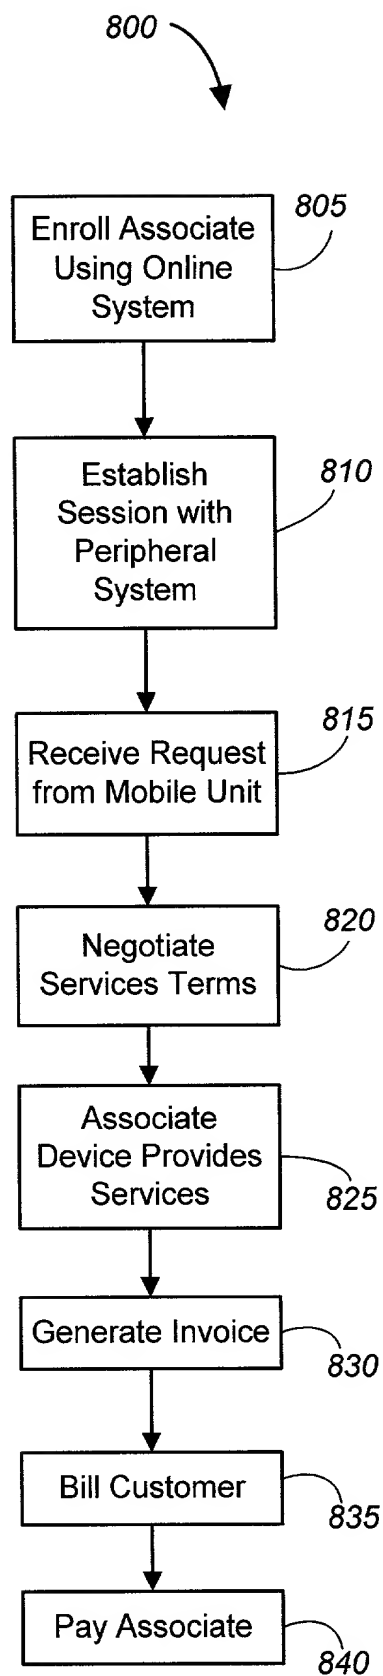 800
805
Enroll Associate
Using Online
System
810
Establish
Session with
Peripheral
System
815
Receive Request
from Mobile Unit
820
Negotiate
Services Terms
Associate
Device Provides
Services
825
Generate Invoice
830
Bill Customer
835
Pay Associate
840